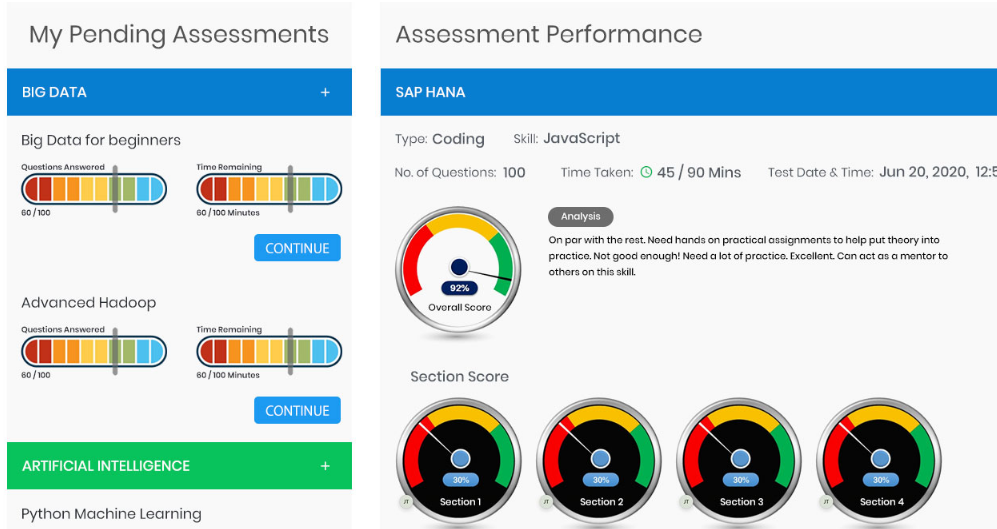 My Pending Assessments
BIG DATA +
Big Data for beginners
Questions Answered
Time Remaining
60 / 100
60 / 100 Minutes
CONTINUE
Advanced Hadoop
Questions Answered
Time Remaining
60 / 100
60 / 100 Minutes
CONTINUE
ARTIFICIAL INTELLIGENCE +
Python Machine Learning
Assessment Performance
SAP HANA
Type: Coding Skill: JavaScript
No. of Questions: 100 Time Taken: 45 / 90 Mins Test Date & Time: Jun 20, 2020, 12:5
Analysis
On par with the rest. Need hands on practical assignments to help put theory into
practice. Not good enough! Need a lot of practice. Excellent. Can act as a mentor to
others on this skill.
92%
Overall Score
Section Score
30% 30% 30% 30%
Section 1 Section 2 Section 3 Section 4